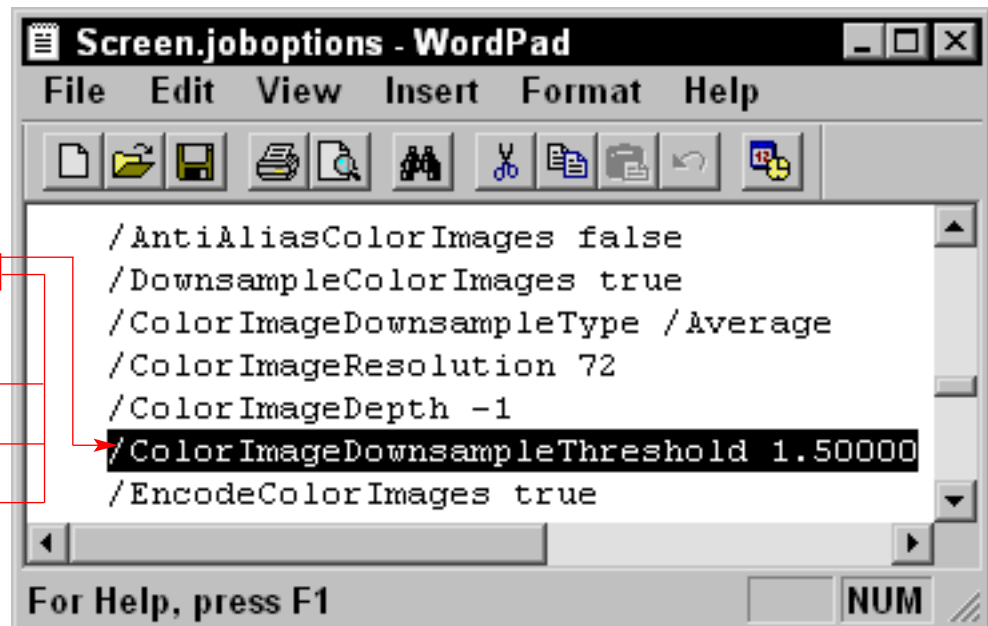 Screen.joboptions - WordPad
File Edit View Insert Format Help
12
/AntiAliasColorImages false
/DownsampleColorImages true
/ColorImageDownsampleType /Average
/ColorImageResolution 72
/ColorImageDepth -1
/ColorImageDownsampleThreshold 1.50000
/EncodeColorImages true
For Help, press F1
NUM